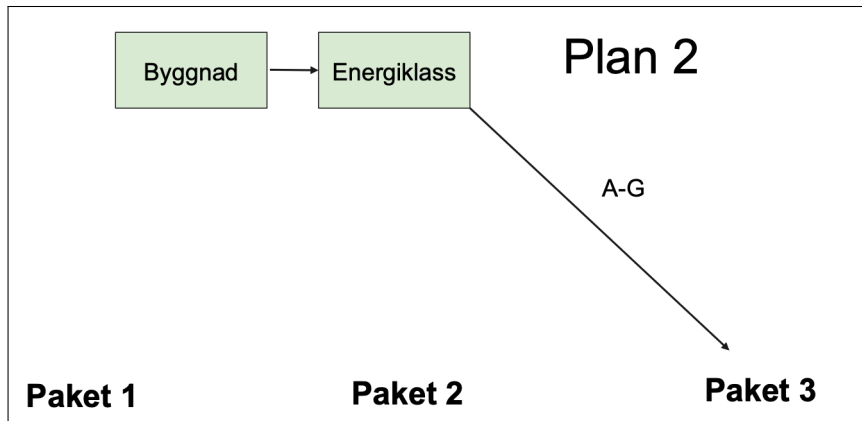 Plan 2
Byggnad
Energiklass
A-G
Paket 1
Paket 2
Paket 3